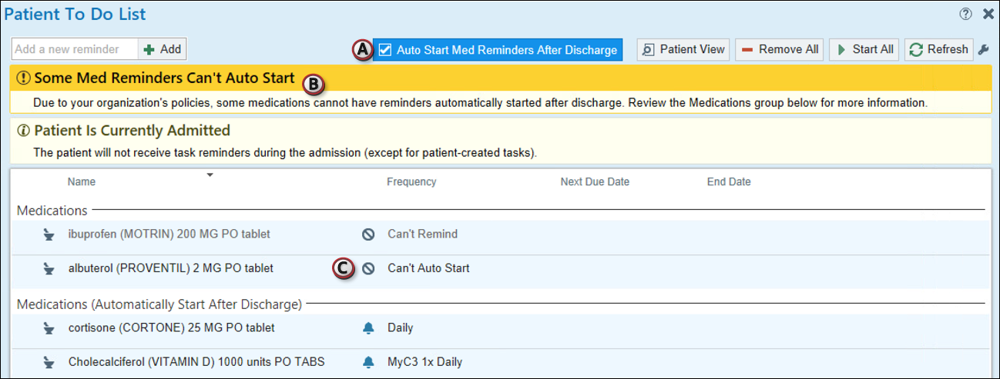 Patient To Do List
Add a new reminder Add A Auto Start Med Reminders After Discharge Patient View Remove All Start All Refresh
Some Med Reminders Can't Auto Start B
Due to your organization's policies, some medications cannot have reminders automatically started after discharge. Review the Medications group below for more information.
Patient Is Currently Admitted
The patient will not receive task reminders during the admission (except for patient-created tasks).
Name Frequency Next Due Date End Date
Medications
ibuprofen (MOTRIN) 200 MG PO tablet Can't Remind
albuterol (PROVENTIL) 2 MG PO tablet C Can't Auto Start
Medications (Automatically Start After Discharge)
cortisone (CORTONE) 25 MG PO tablet Daily
Cholecalciferol (VITAMIN D) 1000 units PO TABS MyC3 1x Daily